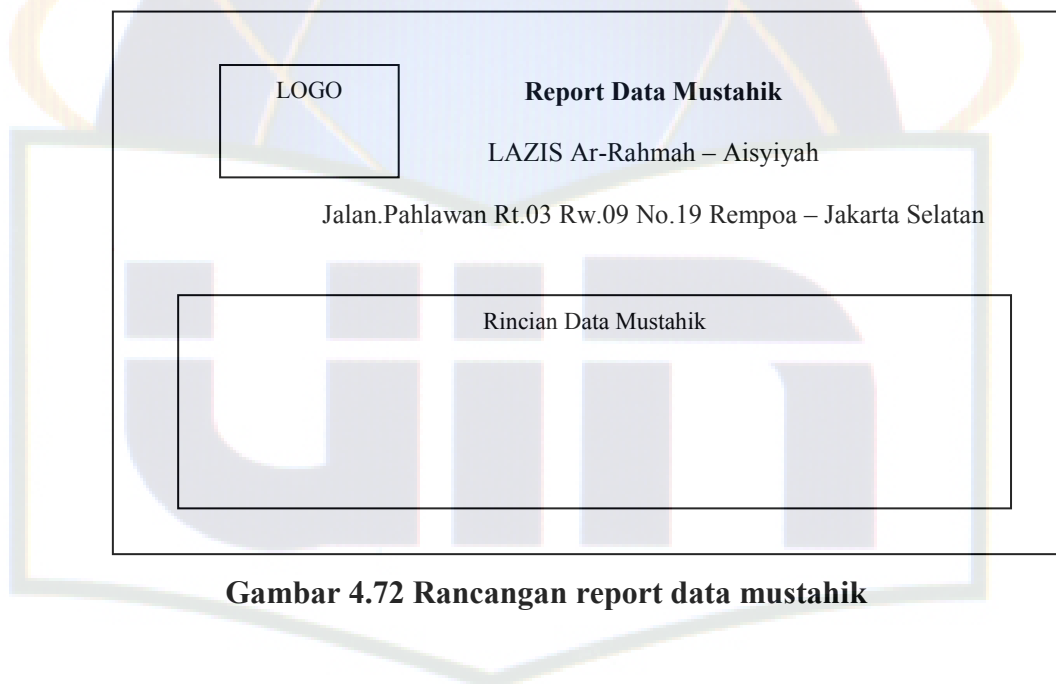 LOGO
Report Data Mustahik
LAZIS Ar-Rahmah – Aisyiyah
Jalan.Pahlawan Rt.03 Rw.09 No.19 Rempoa – Jakarta Selatan
Rincian Data Mustahik
Gambar 4.72 Rancangan report data mustahik
uin